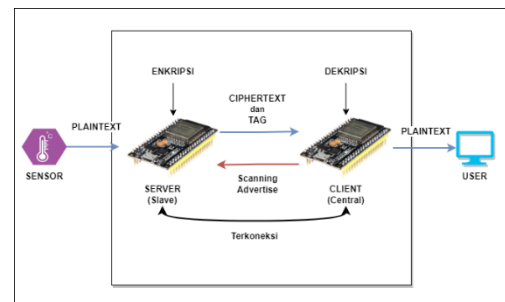 ENKRIPSI
DEKRIPSI
CIPHERTEXT
dan
TAG
PLAINTEXT
PLAINTEXT
SENSOR
SERVER
(Slave)
Scanning
Advertise
CLIENT
(Central)
USER
Terkoneksi